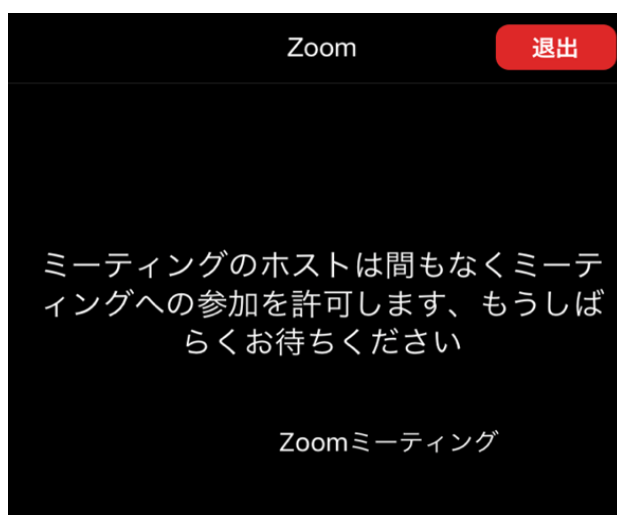 Zoom
退出
ミーティングのホストは間もなくミーテ
ィングへの参加を許可します、もうしば
らくお待ちください
Zoomミーティング